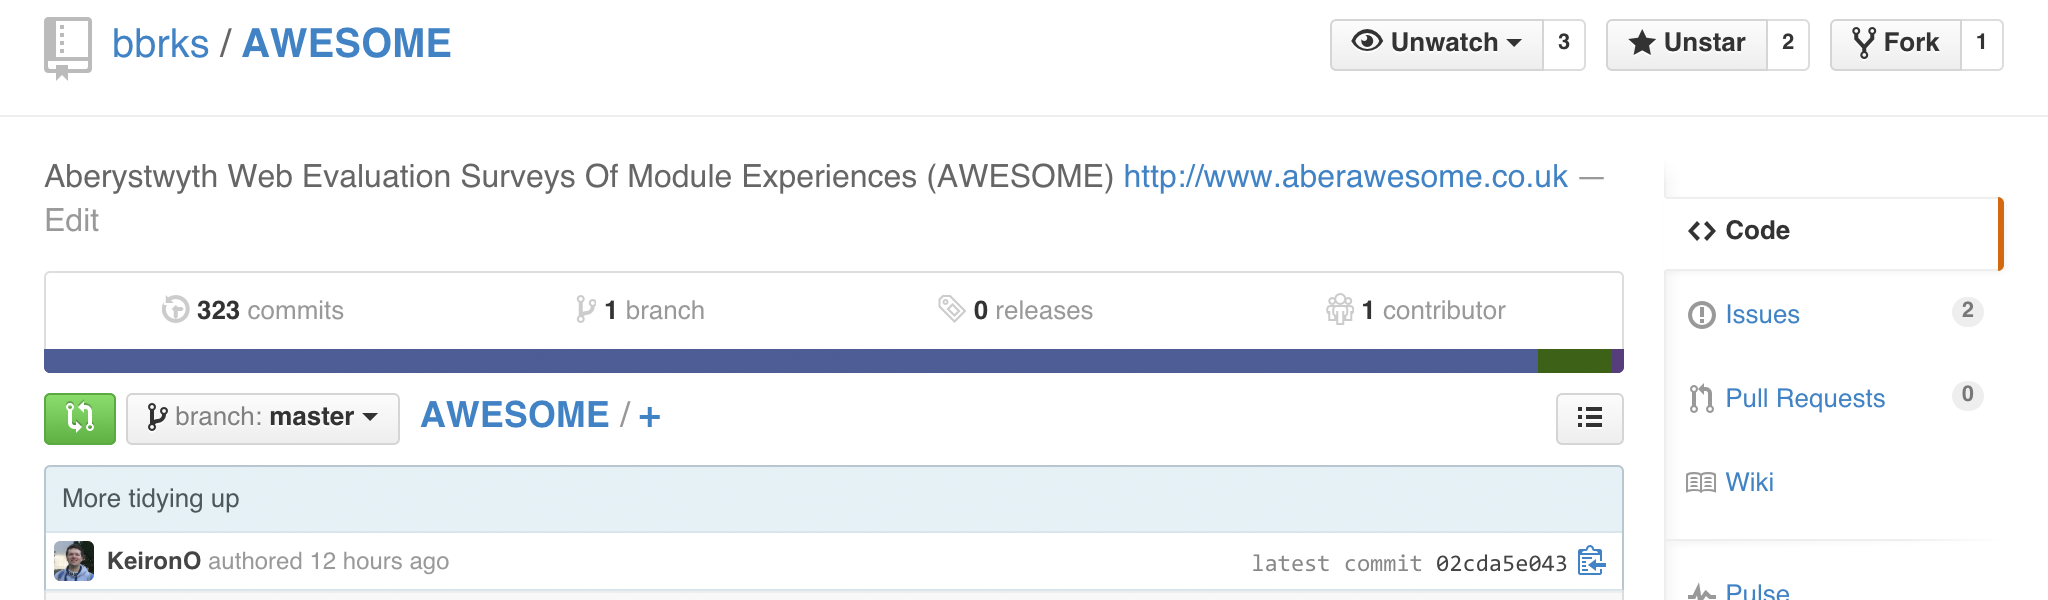 bbrks / AWESOME
Unwatch 3
Unstar 2
Fork 1
Aberystwyth Web Evaluation Surveys Of Module Experiences (AWESOME) http://www.aberawesome.co.uk —
Edit
323 commits
1 branch
0 releases
1 contributor
branch: master
AWESOME / +
More tidying up
KeironO authored 12 hours ago
latest commit 02cda5e043
Code
Issues 2
Pull Requests 0
Wiki
Pulse